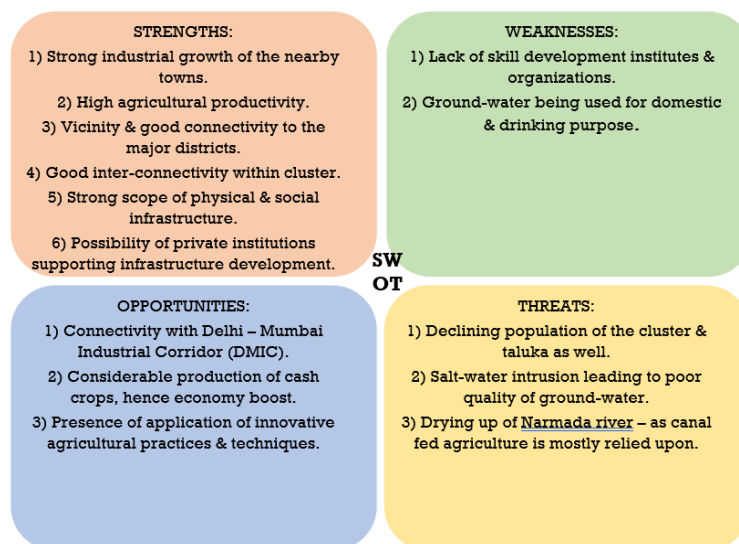 STRENGTHS:
1) Strong industrial growth of the nearby
towns.
2) High agricultural productivity.
3) Vicinity & good connectivity to the
major districts.
4) Good inter-connectivity within cluster.
5) Strong scope of physical & social
infrastructure.
6) Possibility of private institutions
supporting infrastructure development.
WEAKNESSES:
1) Lack of skill development institutes &
organizations.
2) Ground-water being used for domestic
& drinking purpose.
SW
OT
OPPORTUNITIES:
1) Connectivity with Delhi – Mumbai
Industrial Corridor (DMIC).
2) Considerable production of cash
crops, hence economy boost.
3) Presence of application of innovative
agricultural practices & techniques.
THREATS:
1) Declining population of the cluster &
taluka as well.
2) Salt-water intrusion leading to poor
quality of ground-water.
3) Drying up of Narmada river – as canal
fed agriculture is mostly relied upon.